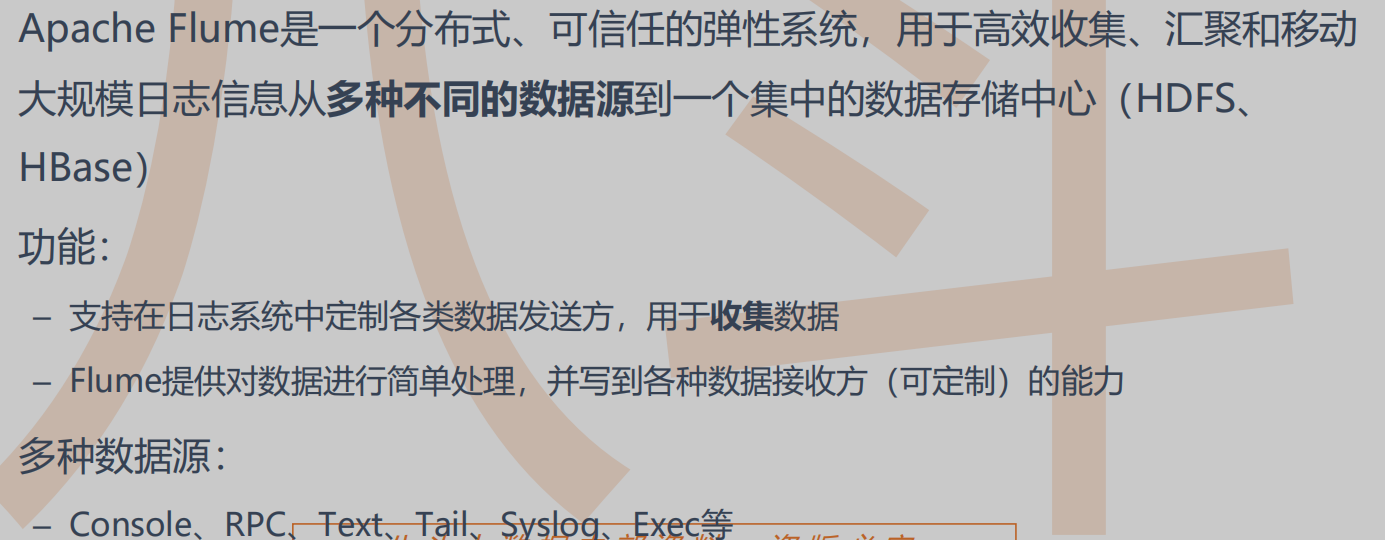 Apache Flume是一个分布式、可信任的弹性系统，用于高效收集、汇聚和移动
大规模日志信息从多种不同的数据源到一个集中的数据存储中心（HDFS、
HBase）
功能：
– 支持在日志系统中定制各类数据发送方，用于收集数据
– Flume提供对数据进行简单处理，并写到各种数据接收方（可定制）的能力
多种数据源：
– Console、RPC、Text、Tail、Syslog、Exec等
八斗